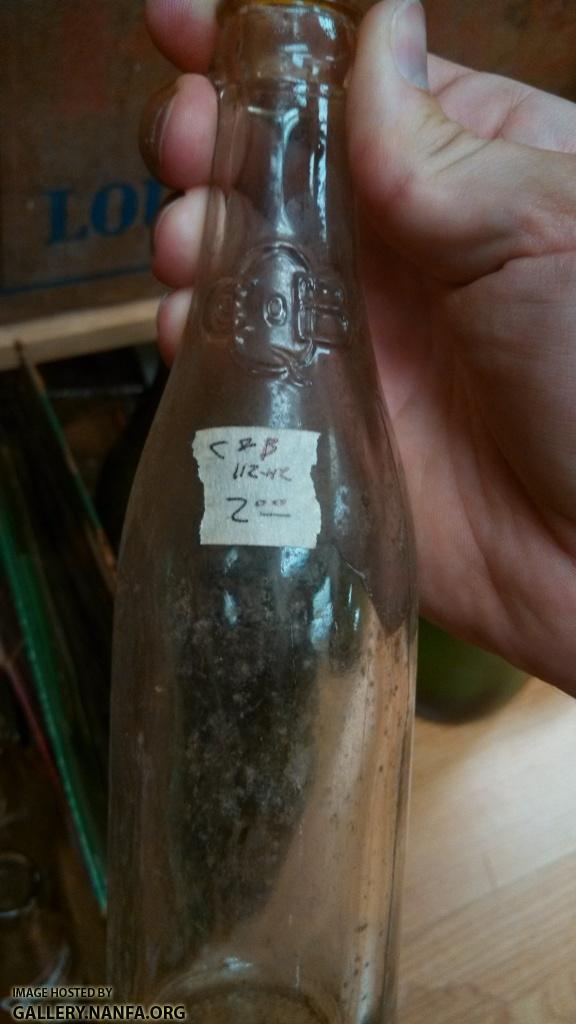 LO
C & B
112-42
2.00
IMAGE HOSTED BY
GALLERY.NANFA.ORG